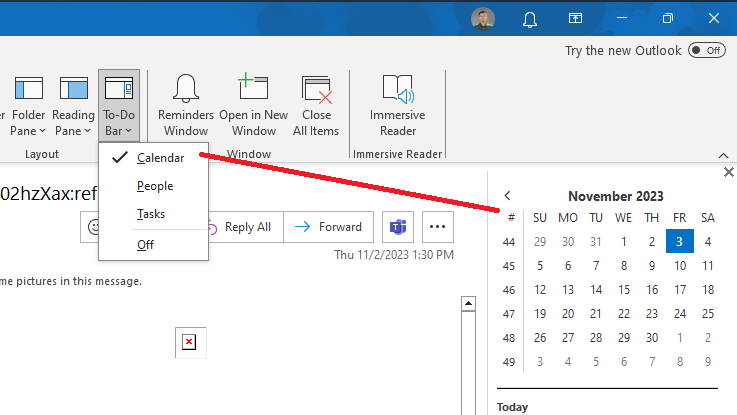 Try the new Outlook Off
Folder Pane
Reading Pane
To-Do Bar
Reminders Window
Open in New Window
Close All Items
Immersive Reader
Layout
Window
Immersive Reader
Calendar
People
Tasks
Off
02hzXax:ref
Reply All
Forward
Thu 11/2/2023 1:30 PM
me pictures in this message.
November 2023
# SU MO TU WE TH FR SA
44 29 30 31 1 2 3 4
45 5 6 7 8 9 10 11
46 12 13 14 15 16 17 18
47 19 20 21 22 23 24 25
48 26 27 28 29 30 1 2
49 3 4 5 6 7 8 9
Today